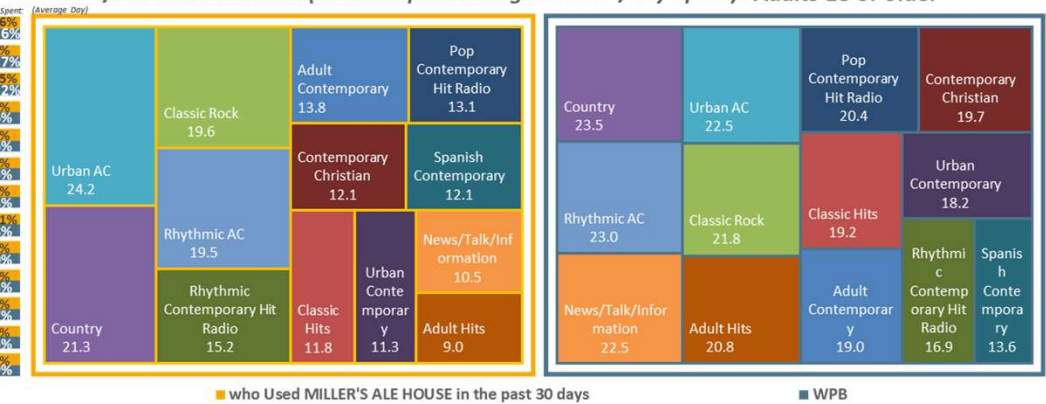 Spent: (Average Day)
Urban AC
24.2
Country
21.3
Classic Rock
19.6
Rhythmic AC
19.5
Rhythmic
Contemporary Hit
Radio
15.2
Adult
Contemporary
13.8
Pop
Contemporary
Hit Radio
13.1
Contemporary
Christian
12.1
Spanish
Contemporary
12.1
Classic
Hits
11.8
Urban
Conte
mporar
y
11.3
News/Talk/Inf
ormation
10.5
Adult Hits
9.0
Country
23.5
Rhythmic AC
23.0
News/Talk/Infor
mation
22.5
Urban AC
22.5
Classic Rock
21.8
Adult Hits
20.8
Pop
Contemporary
Hit Radio
20.4
Contemporary
Christian
19.7
Classic Hits
19.2
Adult
Contemporar
y
19.0
Urban
Contemporary
18.2
Rhythmi
c
Contemp
orary Hit
Radio
16.9
Spanis
h
Conte
mpora
ry
13.6
who Used MILLER'S ALE HOUSE in the past 30 days
WPB